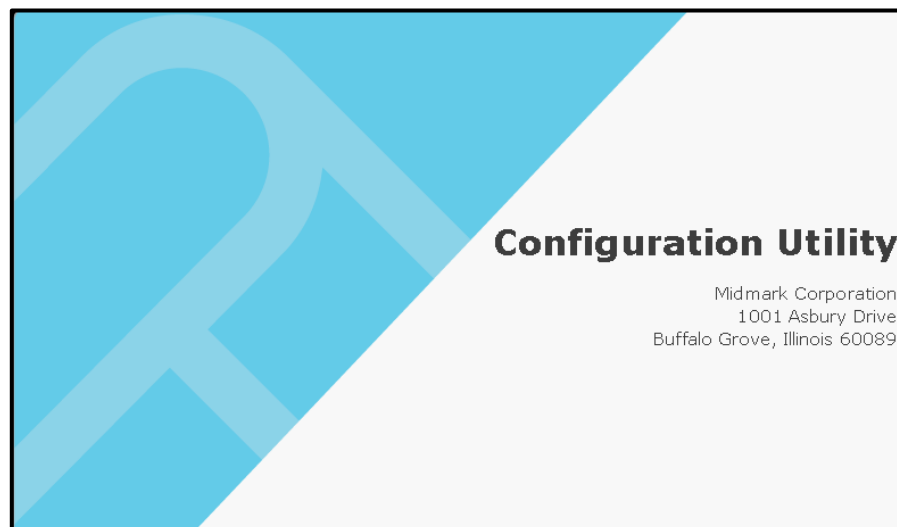 Configuration Utility
Midmark Corporation
1001 Asbury Drive
Buffalo Grove, Illinois 60089